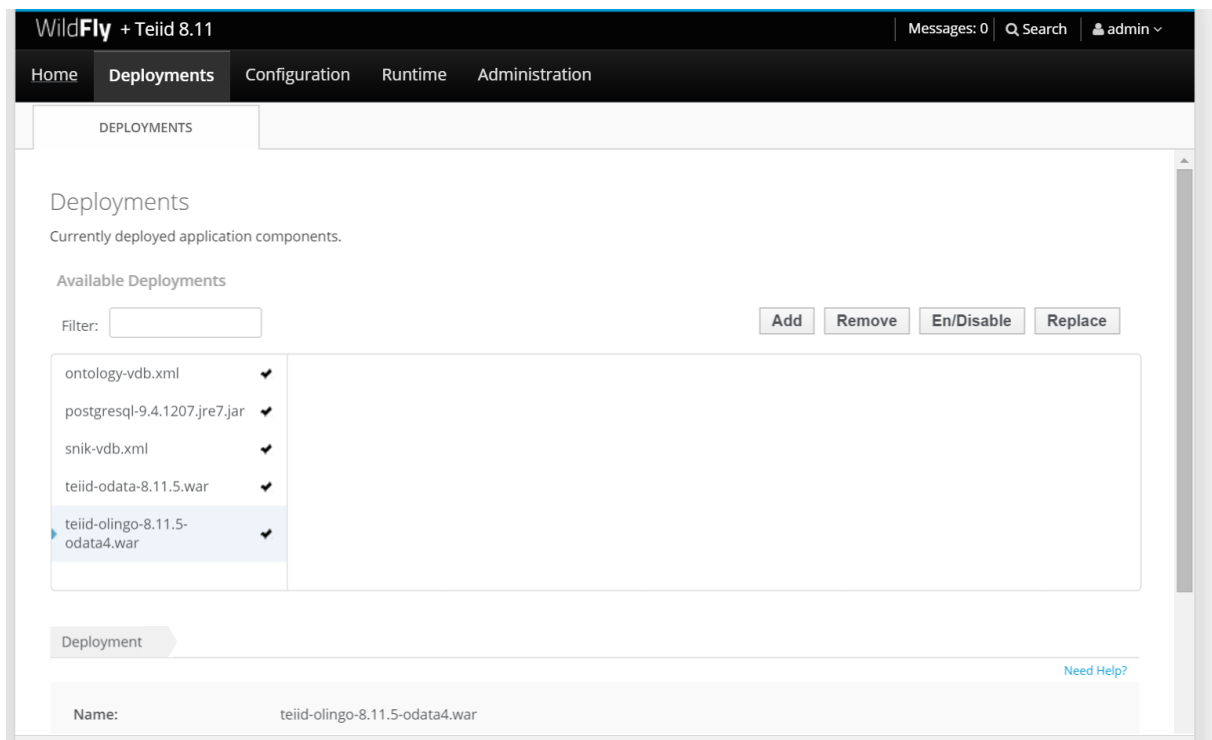 WildFly + Teiid 8.11
Messages: 0
Search
admin
Home
Deployments
Configuration
Runtime
Administration
DEPLOYMENTS
Deployments
Currently deployed application components.
Available Deployments
Filter:
Add
Remove
En/Disable
Replace
ontology-vdb.xml
postgresql-9.4.1207.jre7.jar
snik-vdb.xml
teiid-odata-8.11.5.war
teiid-olingo-8.11.5-
odata4.war
Deployment
Need Help?
Name: teiid-olingo-8.11.5-odata4.war